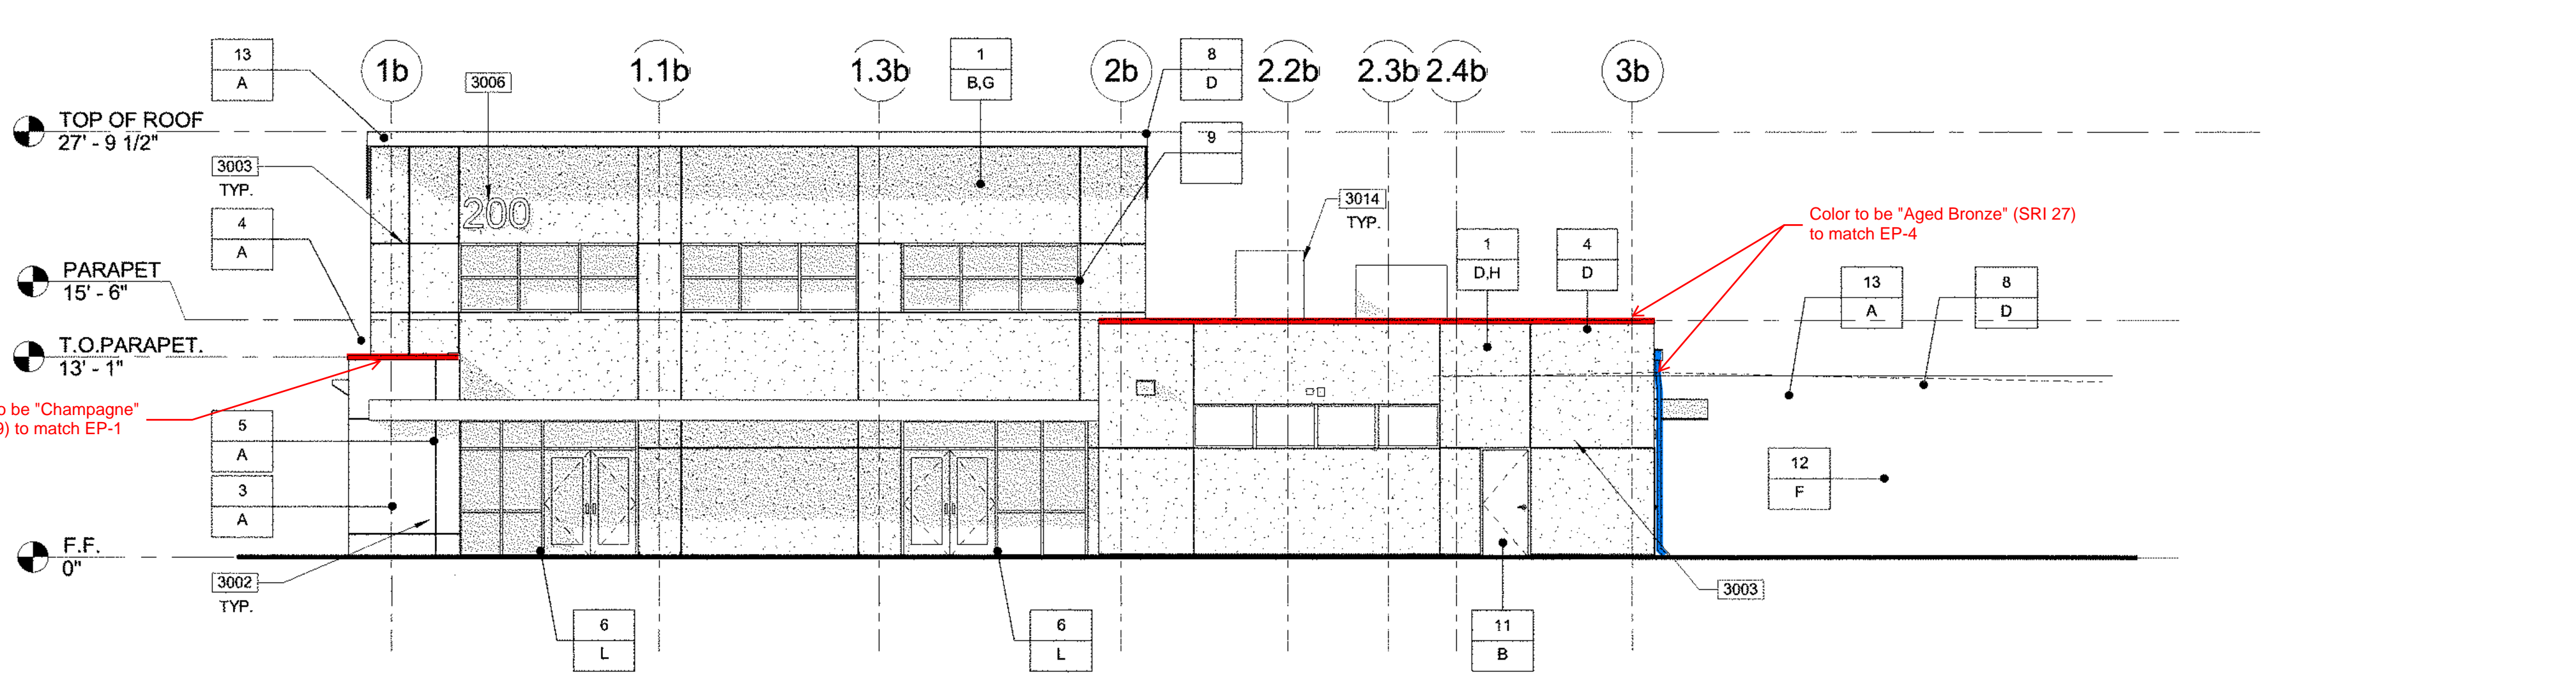 13
A
1b
3006
1.1b
1.3b
1
B,G
2b
8
D
2.2b
2.3b
2.4b
3b
TOP OF ROOF
27' - 9 1/2"
9
3003
TYP.
200
3014
TYP.
4
A
1
D,H
4
D
Color to be "Aged Bronze" (SRI 27)
to match EP-4
PARAPET
15' - 6"
13
A
8
D
T.O.PARAPET.
13' - 1"
o be "Champagne"
9) to match EP-1
5
A
3
A
12
F
F.F.
0"
3002
TYP.
3003
6
L
6
L
11
B